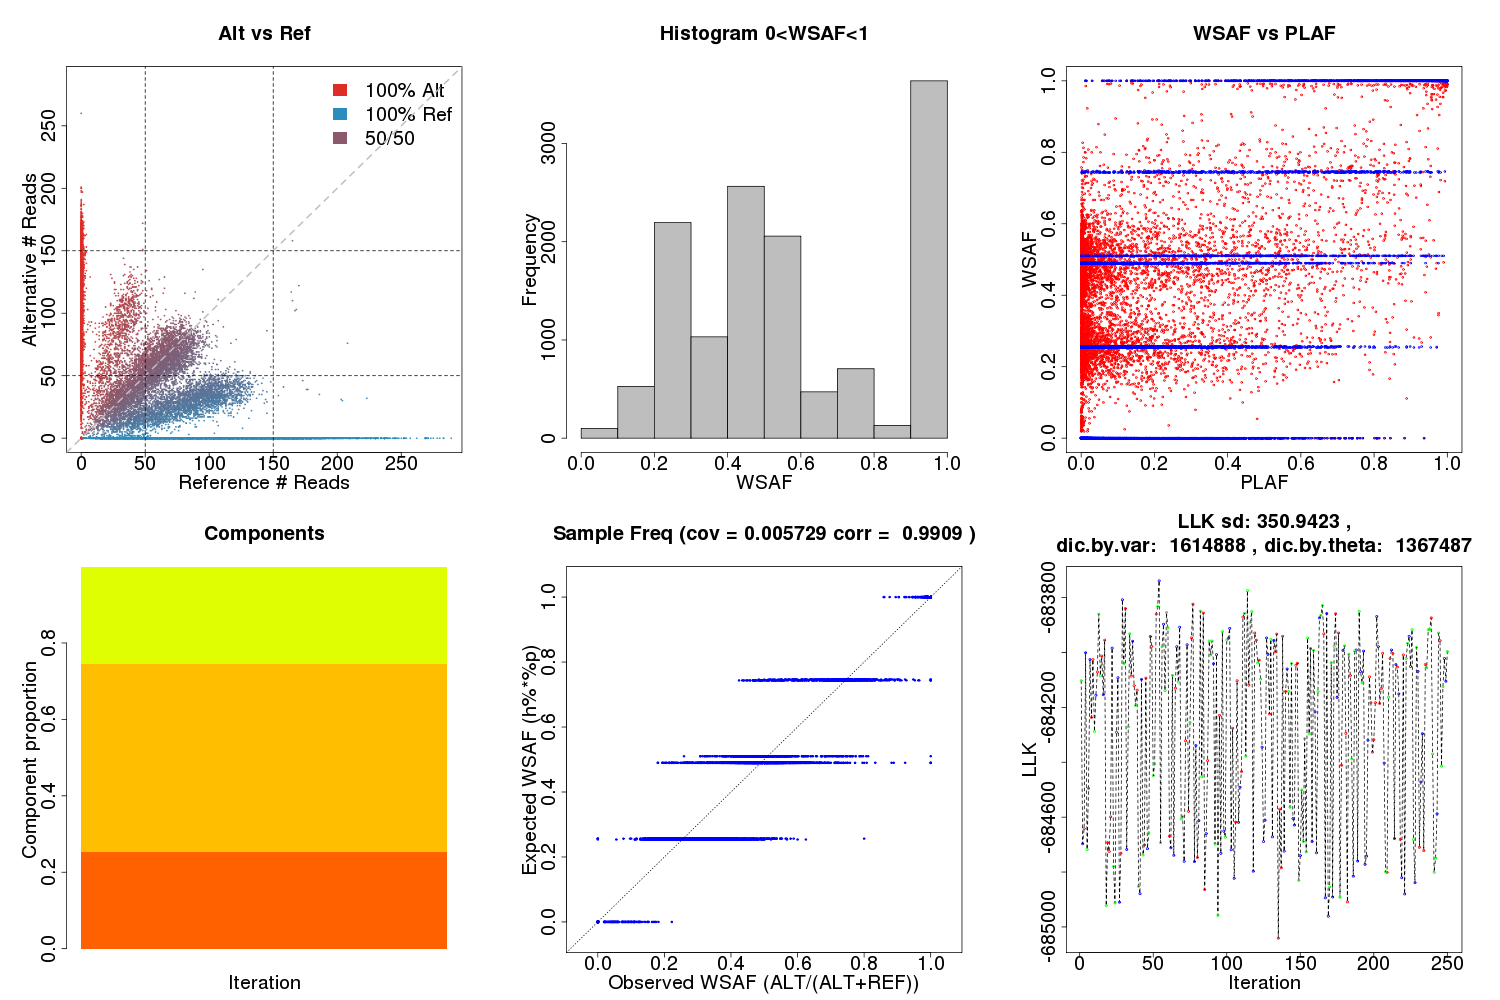 Alt vs Ref
100% Alt
100% Ref
50/50
Alternative # Reads
0 50 100 150 200 250
0 50 100 150 200 250
Reference # Reads
Histogram 0<WSAF<1
Frequency
0 1000 2000 3000
0.0 0.2 0.4 0.6 0.8 1.0
WSAF
WSAF vs PLAF
WSAF
0.0 0.2 0.4 0.6 0.8 1.0
0.0 0.2 0.4 0.6 0.8 1.0
PLAF
Components
Component proportion
0.0 0.2 0.4 0.6 0.8
Iteration
Sample Freq (cov = 0.005729 corr = 0.9909 )
Expected WSAF (h%*%p)
0.0 0.2 0.4 0.6 0.8 1.0
0.0 0.2 0.4 0.6 0.8 1.0
Observed WSAF (ALT/(ALT+REF))
LLK sd: 350.9423 ,
dic.by.var: 1614888 , dic.by.theta: 1367487
LLK
-685000 -684600 -684200 -683800
0 50 100 150 200 250
Iteration